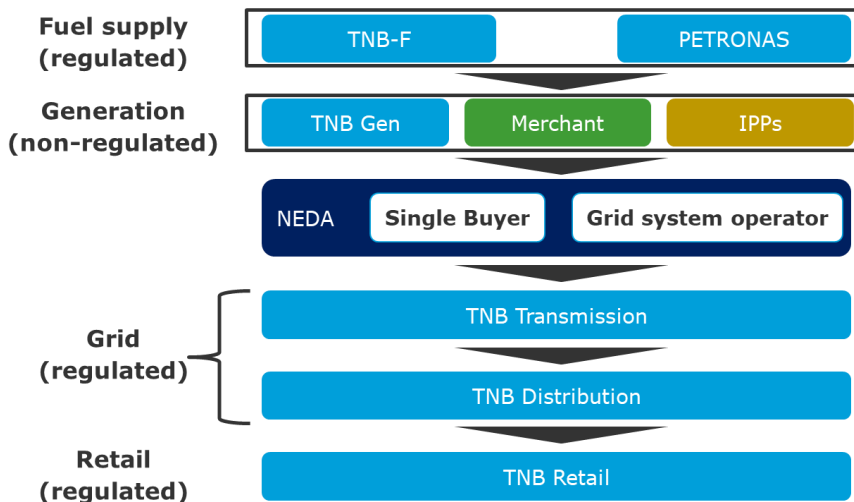 Fuel supply
(regulated)
TNB-F
PETRONAS
Generation
(non-regulated)
TNB Gen
Merchant
IPPs
NEDA
Single Buyer
Grid system operator
Grid
(regulated)
TNB Transmission
TNB Distribution
Retail
(regulated)
TNB Retail